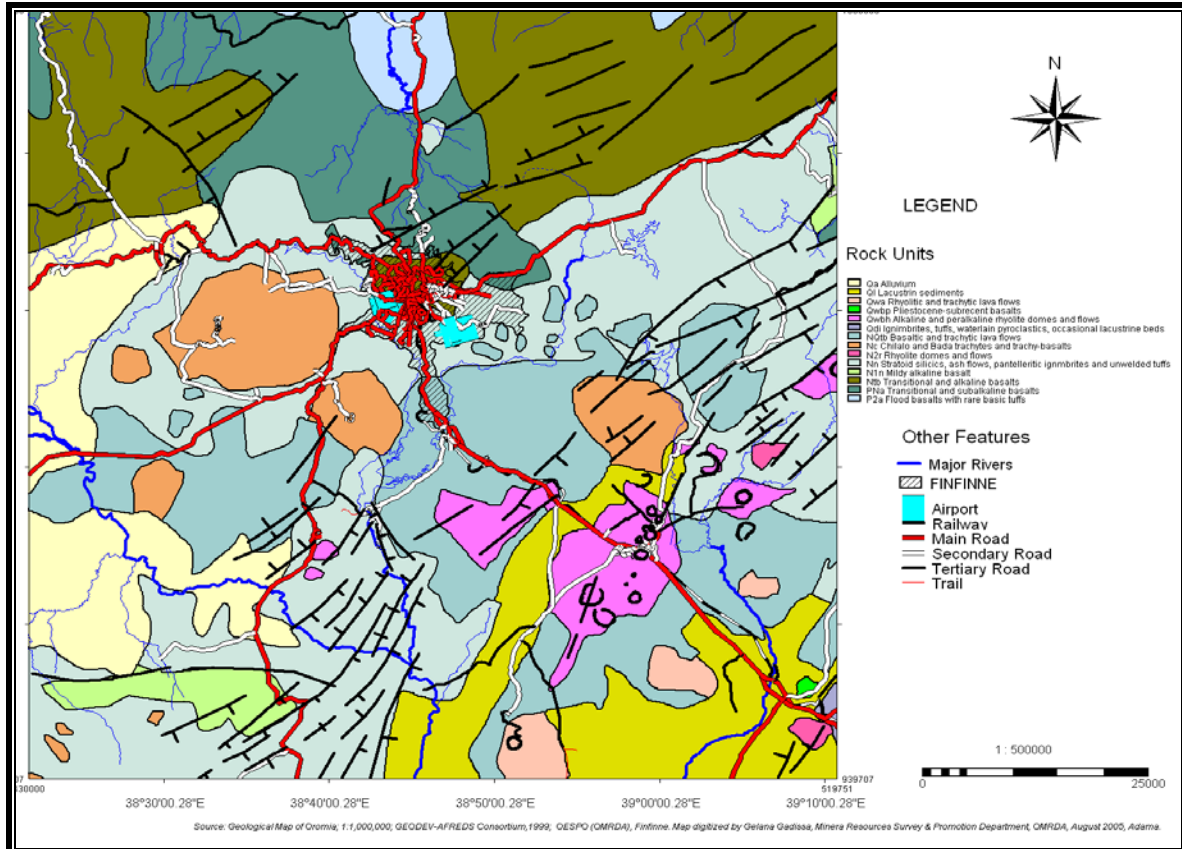 N
LEGEND
Rock Units
Qa Alluvium
Ql Lacustrin sediments
Qwa Rhyolitic and trachytic lava flows
Qwbp Pliestocene-subrecent basalts
Qwbh Alkaline and peralkaline rhyolite domes and flows
Qdi Ignimbrites, tuffs, waterlain pyroclastics, occasional lacustrine beds
NQtb Basaltic and trachytic lava flows
Nc Chilalo and Bada trachytes and trachy-basalts
N2r Rhyolite domes and flows
Nn Stratoid silicics, ash flows, pantelleritic ignmbrites and unwelded tuffs
N1n Mildy alkaline basalt
Ntb Transitional and alkaline basalts
PNa Transitional and subalkaline basalts
P2a Flood basalts with rare basic tuffs
Other Features
Major Rivers
FINFINNE
Airport
Railway
Main Road
Secondary Road
Tertiary Road
Trail
1 : 500000
0 25000
939707
519751
38°30'00.28"E 38°40'00.28"E 38°50'00.28"E 39°00'00.28"E 39°10'00.28"E
Source: Geological Map of Oromia, 1:1,000,000; GEODEV-AFREDS Consortium,1999; OESPO (OMRDA), Finfinne. Map digitized by Gelana Gadissa, Minera Resources Survey & Promotion Department, OMRDA, August 2005, Adama.